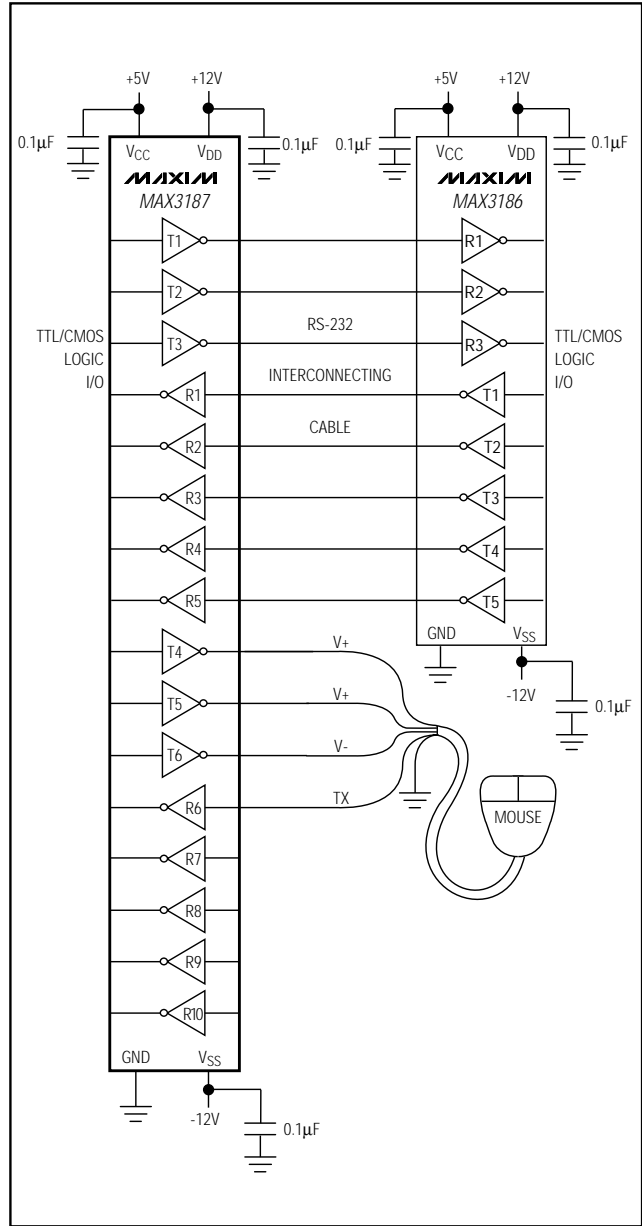 +5V +12V +5V +12V
0.1µF 0.1µF 0.1µF 0.1µF
VCC VDD VCC VDD
MAXIM MAXIM
MAX3187 MAX3186
T1 R1
T2 R2
RS-232
T3 R3
TTL/CMOS LOGIC I/O TTL/CMOS LOGIC I/O
INTERCONNECTING
R1 T1
CABLE
R2 T2
R3 T3
R4 T4
R5 T5
GND VSS
T4 V+
-12V
0.1µF
T5 V+
T6 V-
R6 TX
MOUSE
R7
R8
R9
R10
GND VSS
-12V
0.1µF